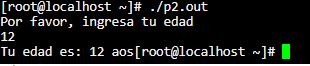 [root@localhost ~]# ./p2.out
Por favor, ingresa tu edad
12
Tu edad es: 12 aos[root@localhost ~]#